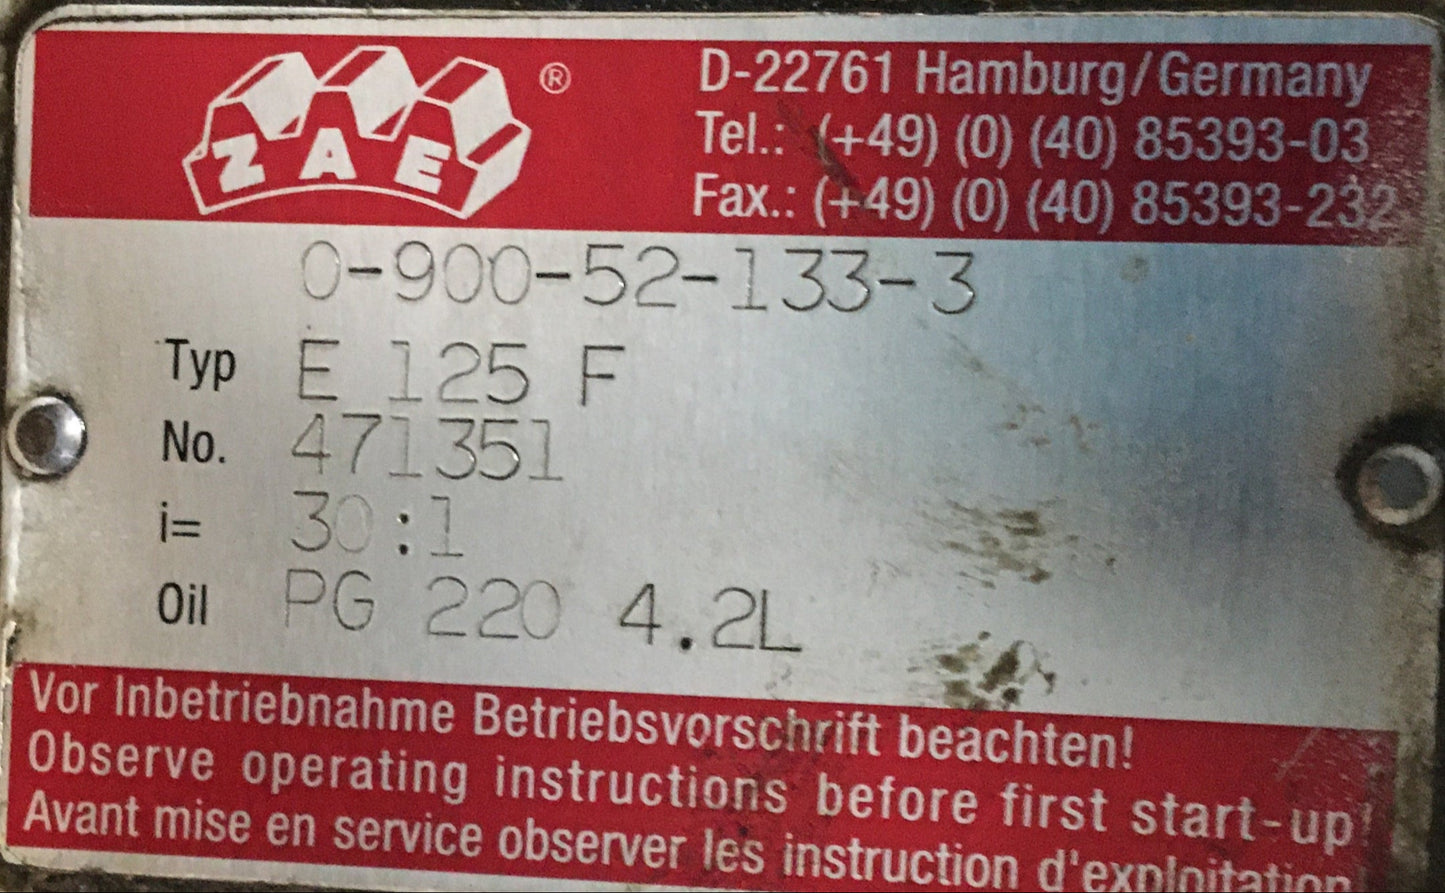 ZAE ®
D-22761 Hamburg/Germany
Tel.: (+49) (0) (40) 85393-03
Fax.: (+49) (0) (40) 85393-232
0-900-52-133-3
Typ E 125 F
No. 471351
i= 30:1
Oil PG 220 4.2L
Vor Inbetriebnahme Betriebsvorschrift beachten!
Observe operating instructions before first start-up!
Avant mise en service observer les instruction d'exploitation